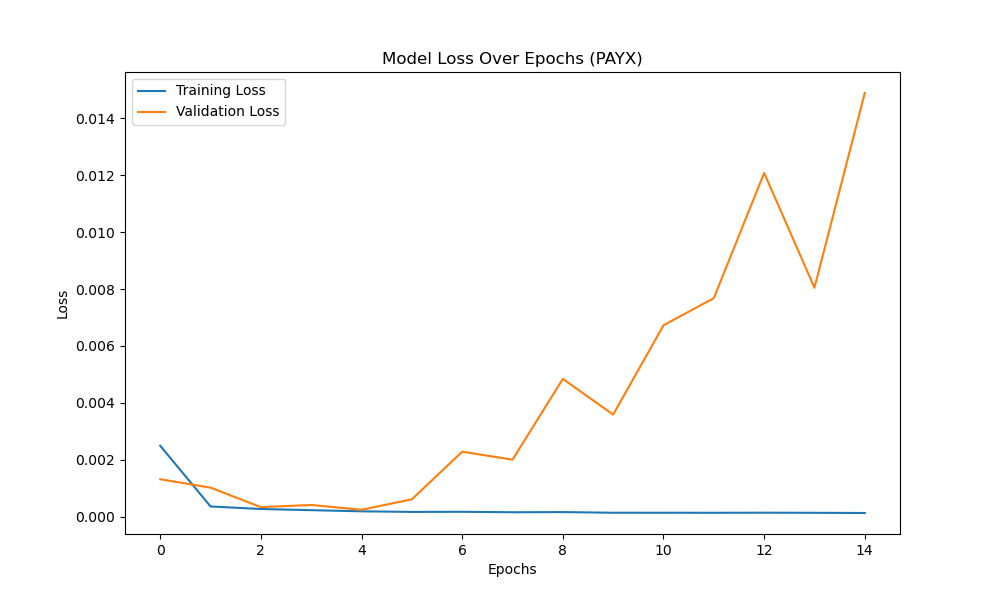 Model Loss Over Epochs (PAYX)
Training Loss
Validation Loss
0.014
0.012
0.010
0.008
0.006
0.004
0.002
0.000
Loss
0 2 4 6 8 10 12 14
Epochs